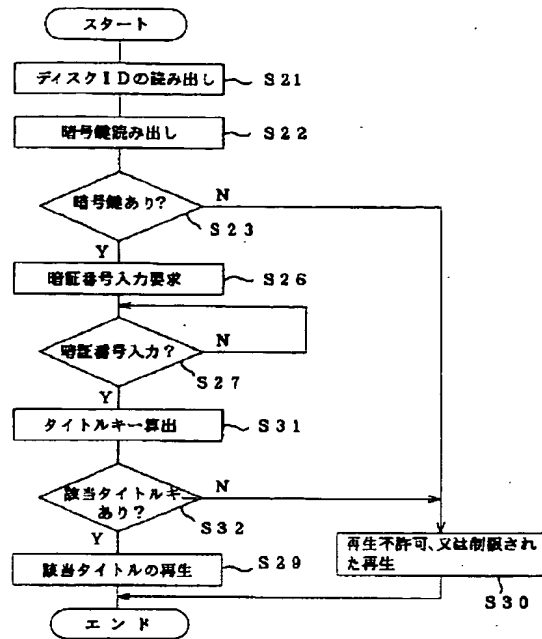 スタート
ディスクIDの読み出し
S21
暗号鍵読み出し
S22
暗号鍵あり?
N
S23
Y
暗証番号入力要求
S26
暗証番号入力?
N
S27
Y
タイトルキー算出
S31
該当タイトルキ
あり?
N
S32
Y
該当タイトルの再生
S29
再生不許可、又は制限され
た再生
S30
エンド